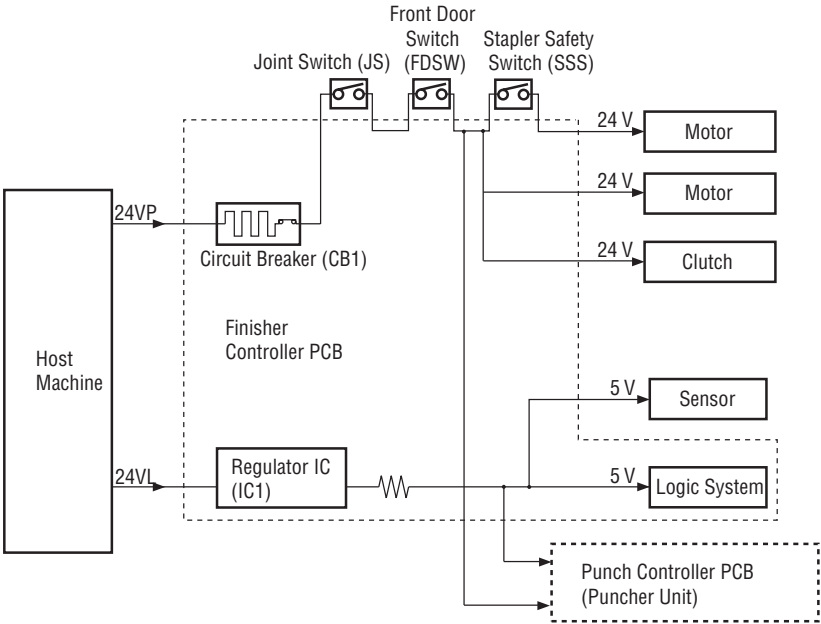 Front Door
Switch
(FDSW)
Stapler Safety
Switch (SSS)
Joint Switch (JS)
24 V
Motor
24 V
Motor
24VP
24 V
Clutch
Circuit Breaker (CB1)
Finisher
Controller PCB
Host
Machine
5 V
Sensor
24VL
Regulator IC
(IC1)
5 V
Logic System
Punch Controller PCB
(Puncher Unit)